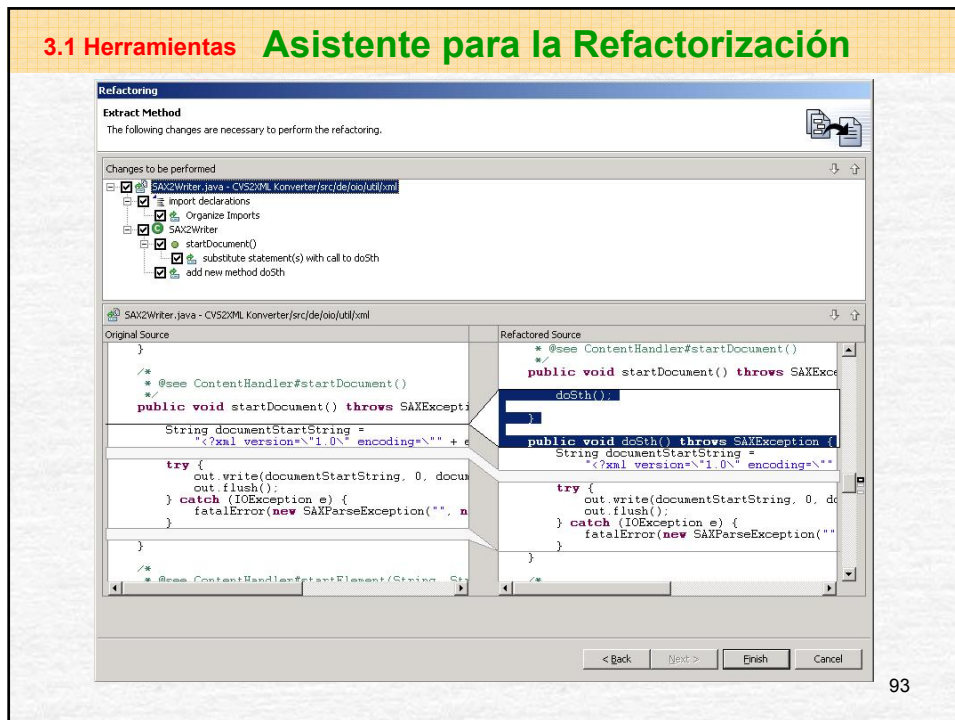 3.1 Herramientas Asistente para la Refactorización
Refactoring
Extract Method
The following changes are necessary to perform the refactoring.
Changes to be performed
SAX2Writer.java - CVS2XML Konverter/src/de/oio/util/xml
import declarations
Organize Imports
SAX2Writer
startDocument()
substitute statement(s) with call to doSth
add new method doSth
SAX2Writer.java - CVS2XML Konverter/src/de/oio/util/xml
Original Source
}
/*
* @see ContentHandler#startDocument()
*/
public void startDocument() throws SAXExcepti
String documentStartString =
"<?xml version=\"1.0\" encoding=\"" + e
try {
out.write(documentStartString, 0, docum
out.flush();
} catch (IOException e) {
fatalError(new SAXParseException("", n
}
}
/*
* @see ContentHandler#startElement(String, St
Refactored Source
* @see ContentHandler#startDocument()
*/
public void startDocument() throws SAXExce
doSth();
}
public void doSth() throws SAXException {
String documentStartString =
"<?xml version=\"1.0\" encoding=\""
try {
out.write(documentStartString, 0, do
out.flush();
} catch (IOException e) {
fatalError(new SAXParseException(""
}
}
/*
< Back Next > Finish Cancel
93